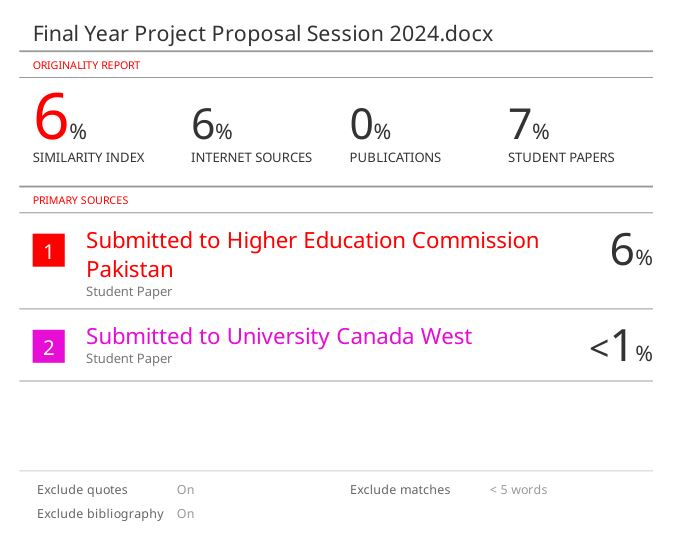 Final Year Project Proposal Session 2024.docx
ORIGINALITY REPORT
6% 6% 0% 7%
SIMILARITY INDEX INTERNET SOURCES PUBLICATIONS STUDENT PAPERS
PRIMARY SOURCES
1 Submitted to Higher Education Commission 6%
Pakistan
Student Paper
2 Submitted to University Canada West <1%
Student Paper
Exclude quotes On Exclude matches < 5 words
Exclude bibliography On